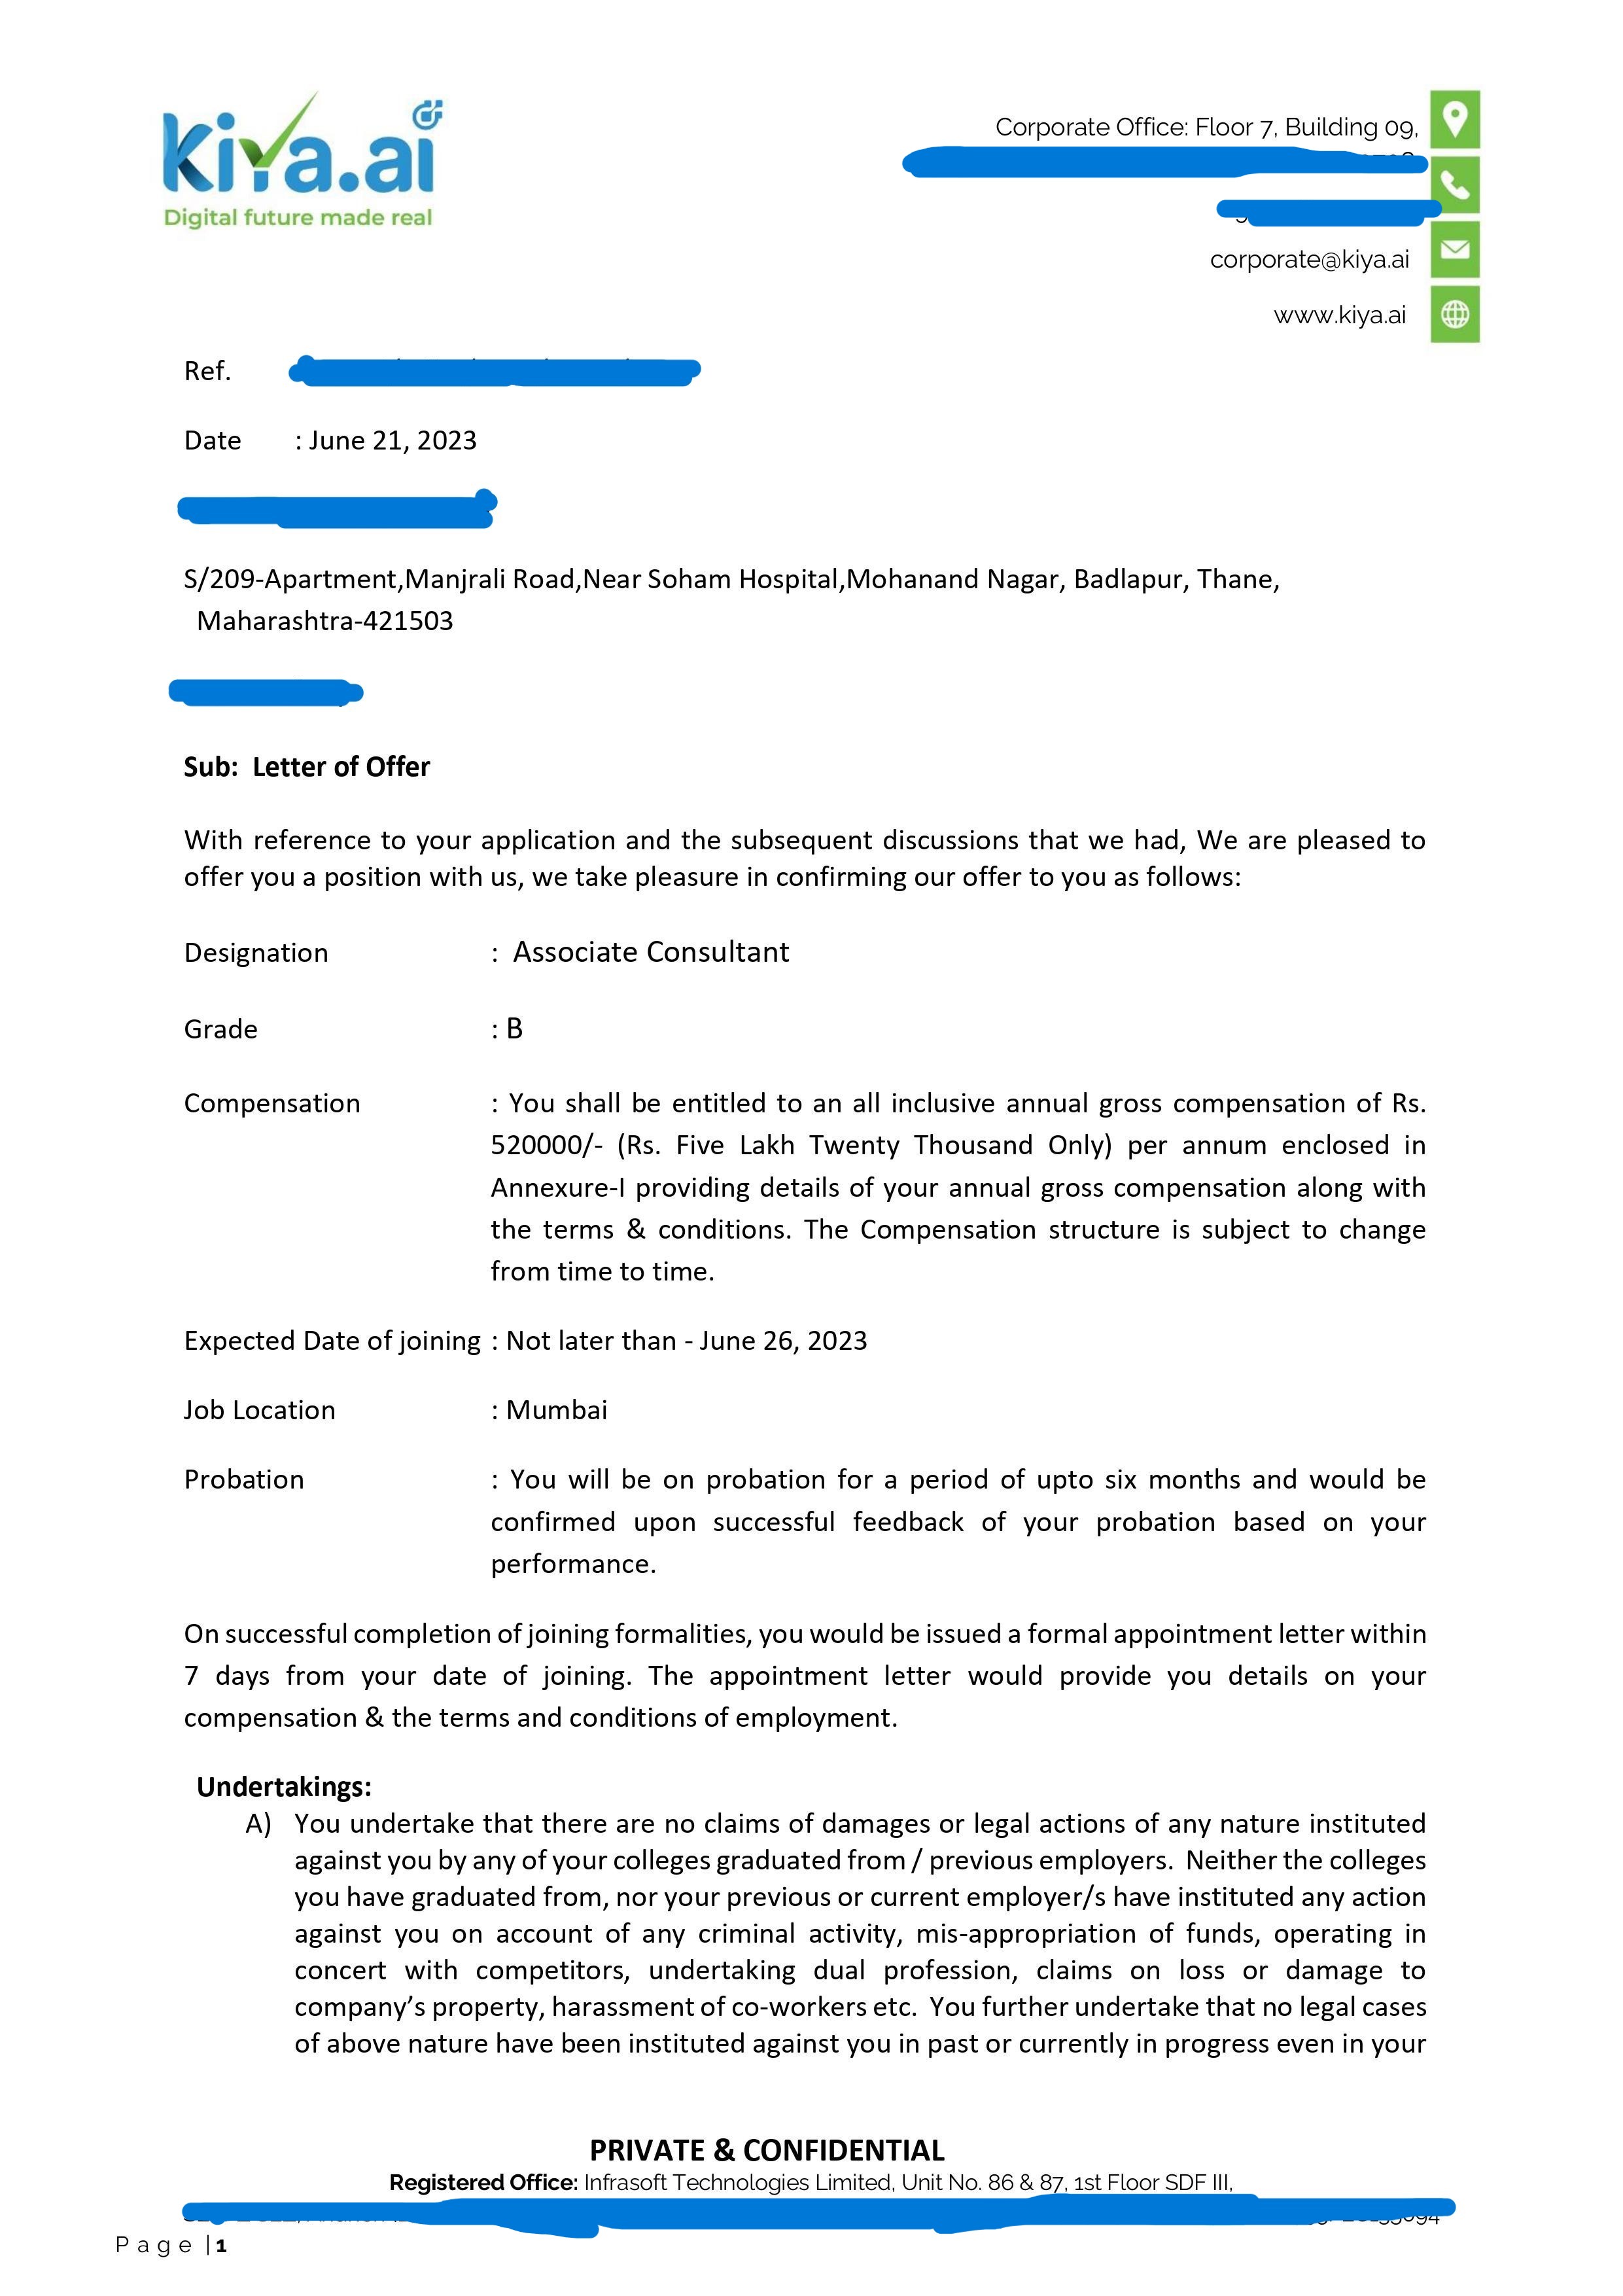 kiya.ai
Digital future made real
Corporate Office: Floor 7, Building 09,
corporate@kiya.ai
www.kiya.ai
Ref.
Date : June 21, 2023
S/209-Apartment,Manjrali Road,Near Soham Hospital,Mohanand Nagar, Badlapur, Thane,
Maharashtra-421503
Sub: Letter of Offer
With reference to your application and the subsequent discussions that we had, We are pleased to
offer you a position with us, we take pleasure in confirming our offer to you as follows:
Designation : Associate Consultant
Grade : B
Compensation : You shall be entitled to an all inclusive annual gross compensation of Rs.
520000/- (Rs. Five Lakh Twenty Thousand Only) per annum enclosed in
Annexure-I providing details of your annual gross compensation along with
the terms & conditions. The Compensation structure is subject to change
from time to time.
Expected Date of joining : Not later than - June 26, 2023
Job Location : Mumbai
Probation : You will be on probation for a period of upto six months and would be
confirmed upon successful feedback of your probation based on your
performance.
On successful completion of joining formalities, you would be issued a formal appointment letter within
7 days from your date of joining. The appointment letter would provide you details on your
compensation & the terms and conditions of employment.
Undertakings:
A) You undertake that there are no claims of damages or legal actions of any nature instituted
against you by any of your colleges graduated from / previous employers. Neither the colleges
you have graduated from, nor your previous or current employer/s have instituted any action
against you on account of any criminal activity, mis-appropriation of funds, operating in
concert with competitors, undertaking dual profession, claims on loss or damage to
company's property, harassment of co-workers etc. You further undertake that no legal cases
of above nature have been instituted against you in past or currently in progress even in your
PRIVATE & CONFIDENTIAL
Registered Office: Infrasoft Technologies Limited, Unit No. 86 & 87, 1st Floor SDF III,
Page | 1